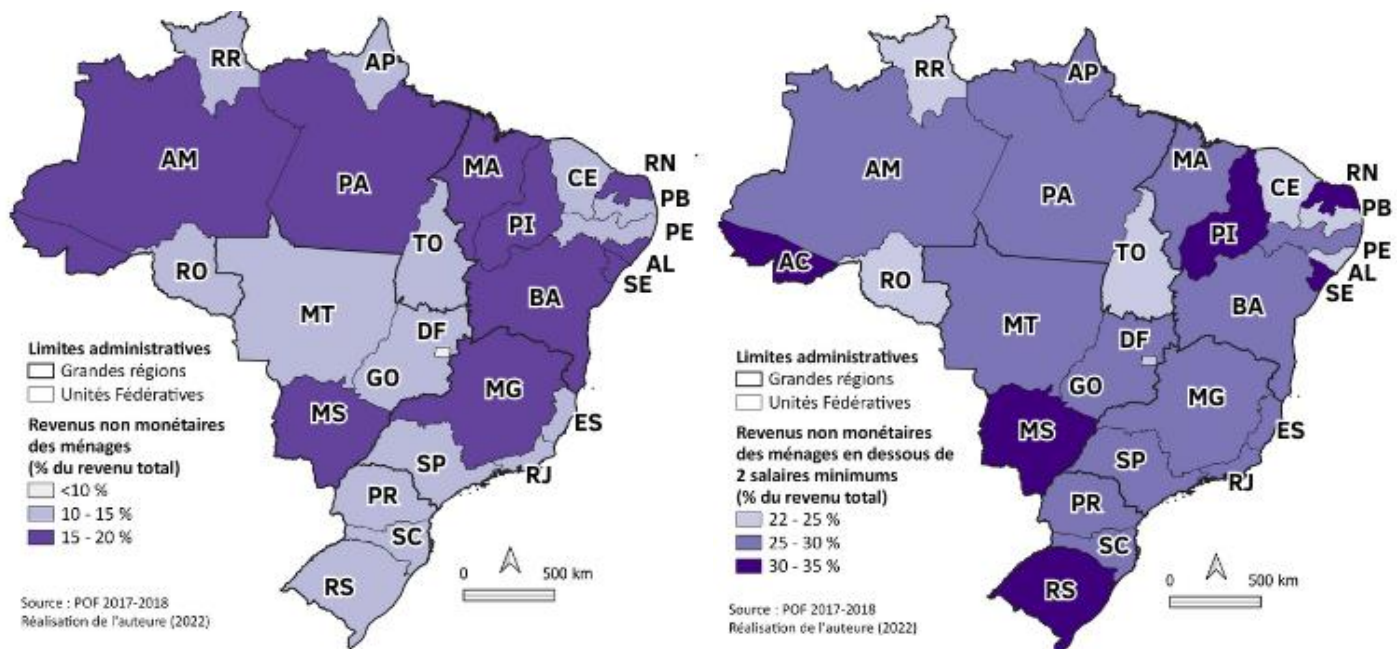 RR
AP
AM
PA
MA
CE
RN
PB
PI
PE
TO
AL
RO
SE
BA
MT
DF
GO
MG
MS
ES
SP
RJ
PR
SC
RS
Limites administratives
Grandes régions
Unités Fédératives
Revenus non monétaires
des ménages
(% du revenu total)
<10 %
10 - 15 %
15 - 20 %
0 500 km
Source : POF 2017-2018
Réalisation de l'auteure (2022)
RR
AP
AM
PA
MA
CE
RN
PB
PI
PE
AC
TO
AL
RO
SE
BA
MT
DF
GO
MG
MS
ES
SP
RJ
PR
SC
RS
Limites administratives
Grandes régions
Unités Fédératives
Revenus non monétaires
des ménages en dessous de
2 salaires minimums
(% du revenu total)
22 - 25 %
25 - 30 %
30 - 35 %
0 500 km
Source : POF 2017-2018
Réalisation de l'auteure (2022)